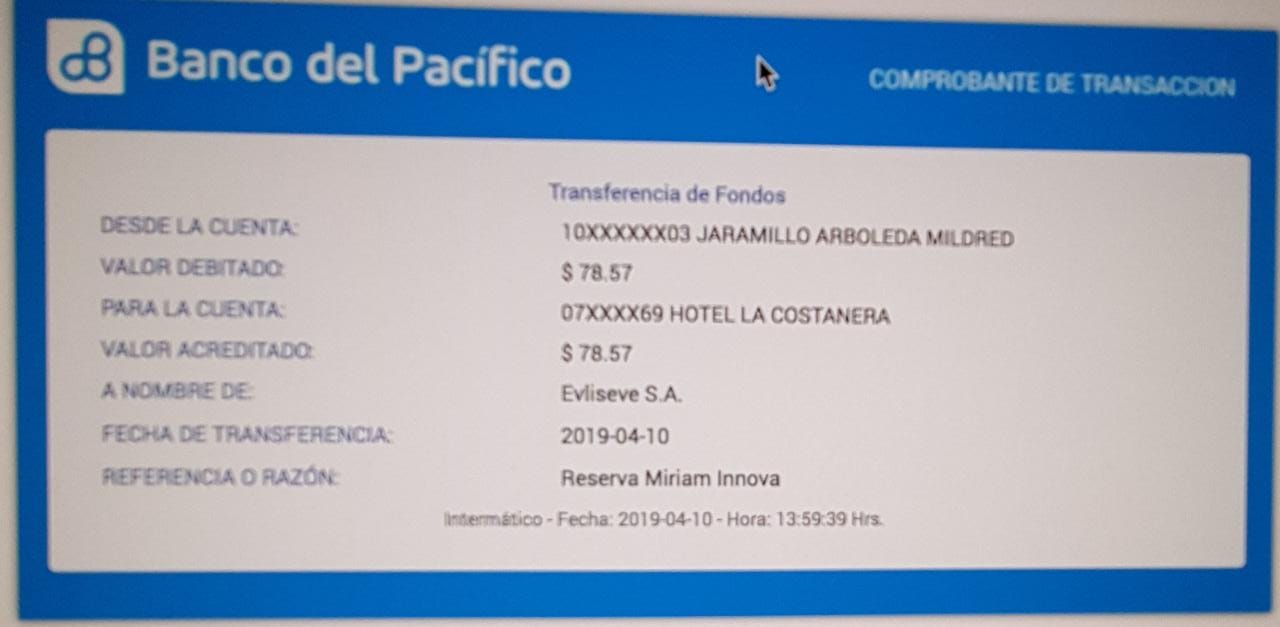 Banco del Pacífico
COMPROBANTE DE TRANSACCION
Transferencia de Fondos
DESDE LA CUENTA: 10XXXXXX03 JARAMILLO ARBOLEDA MILDRED
VALOR DEBITADO: $ 78.57
PARA LA CUENTA: 07XXXX69 HOTEL LA COSTANERA
VALOR ACREDITADO: $ 78.57
A NOMBRE DE: Evliseve S.A.
FECHA DE TRANSFERENCIA: 2019-04-10
REFERENCIA O RAZÓN: Reserva Miriam Innova
Intermático - Fecha: 2019-04-10 - Hora: 13:59:39 Hrs.